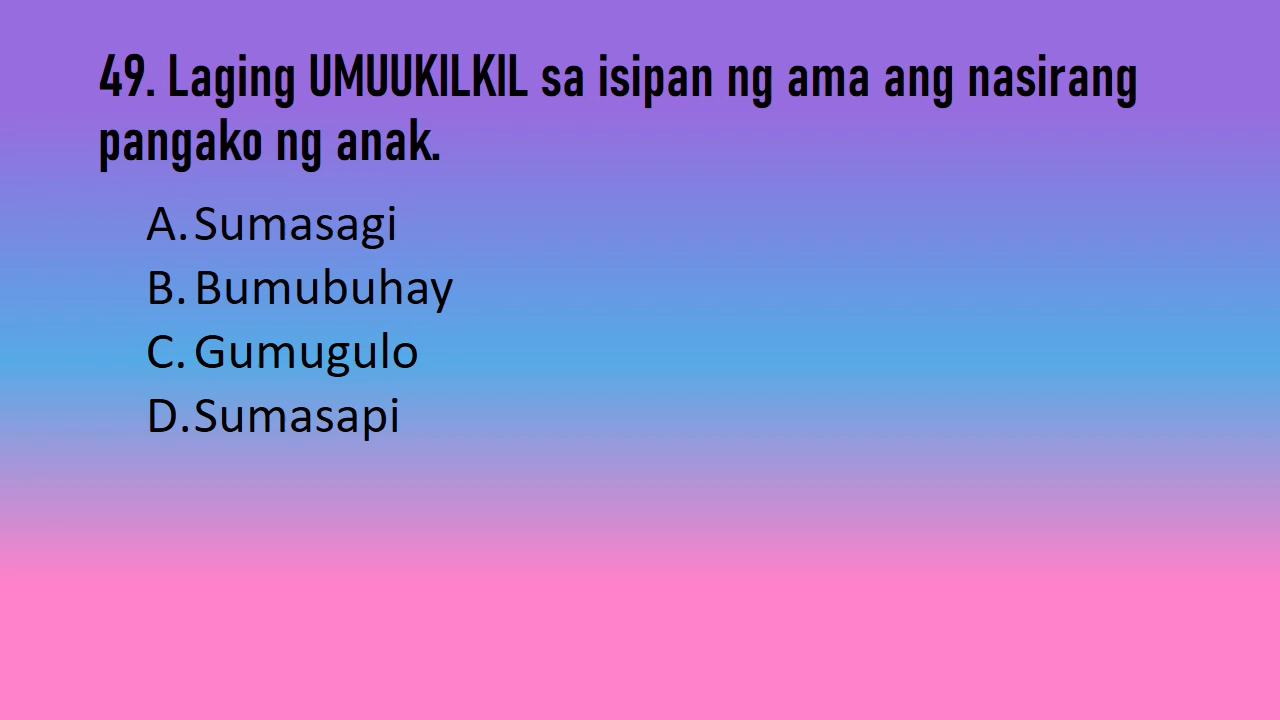 49. Laging UMUUKILKIL sa isipan ng ama ang nasirang
pangako ng anak.
A. Sumasagi
B. Bumubuhay
C. Gumugulo
D. Sumasapi